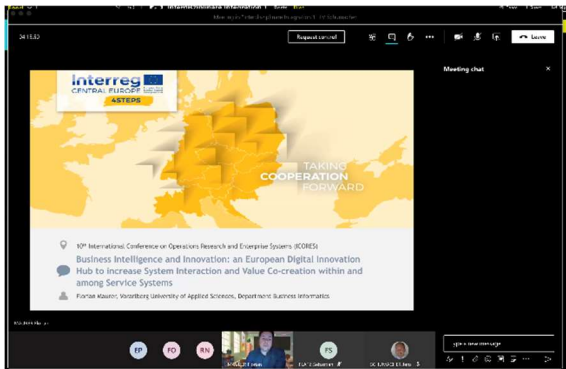 Request control
Leave
Meeting chat
Interreg
CENTRAL EUROPE
4STEPS
TAKING
COOPERATION
FORWARD
10th International Conference on Operations Research and Enterprise Systems (ICORES)
Business Intelligence and Innovation: an European Digital Innovation
Hub to increase System Interaction and Value Co-creation within and
among Service Systems
Florian Maurer, Vorarlberg University of Applied Sciences, Department Business Informatics
EP
FO
RN
FS
Type a new message